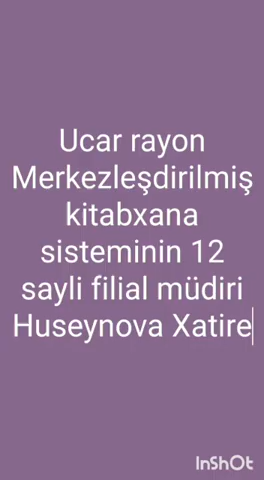 Ucar rayon
Merkezleşdirilmiş
kitabxana
sisteminin 12
sayli filial müdiri
Huseynova Xatire
InShOt